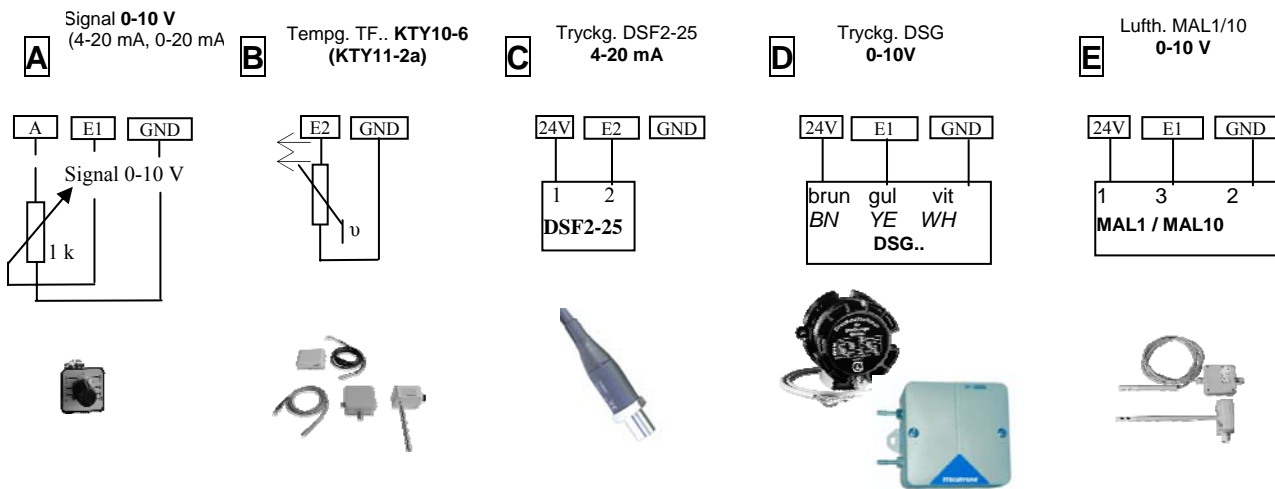 Signal 0-10 V
(4-20 mA, 0-20 mA
A
Tempg. TF.. KTY10-6
(KTY11-2a)
B
Tryckg. DSF2-25
4-20 mA
C
Tryckg. DSG
0-10V
D
Lufth. MAL1/10
0-10 V
E
A E1 GND
Signal 0-10 V
1 k
E2 GND
υ
24V E2 GND
1 2
DSF2-25
24V E1 GND
brun gul vit
BN YE WH
DSG..
24V E1 GND
1 3 2
MAL1 / MAL10